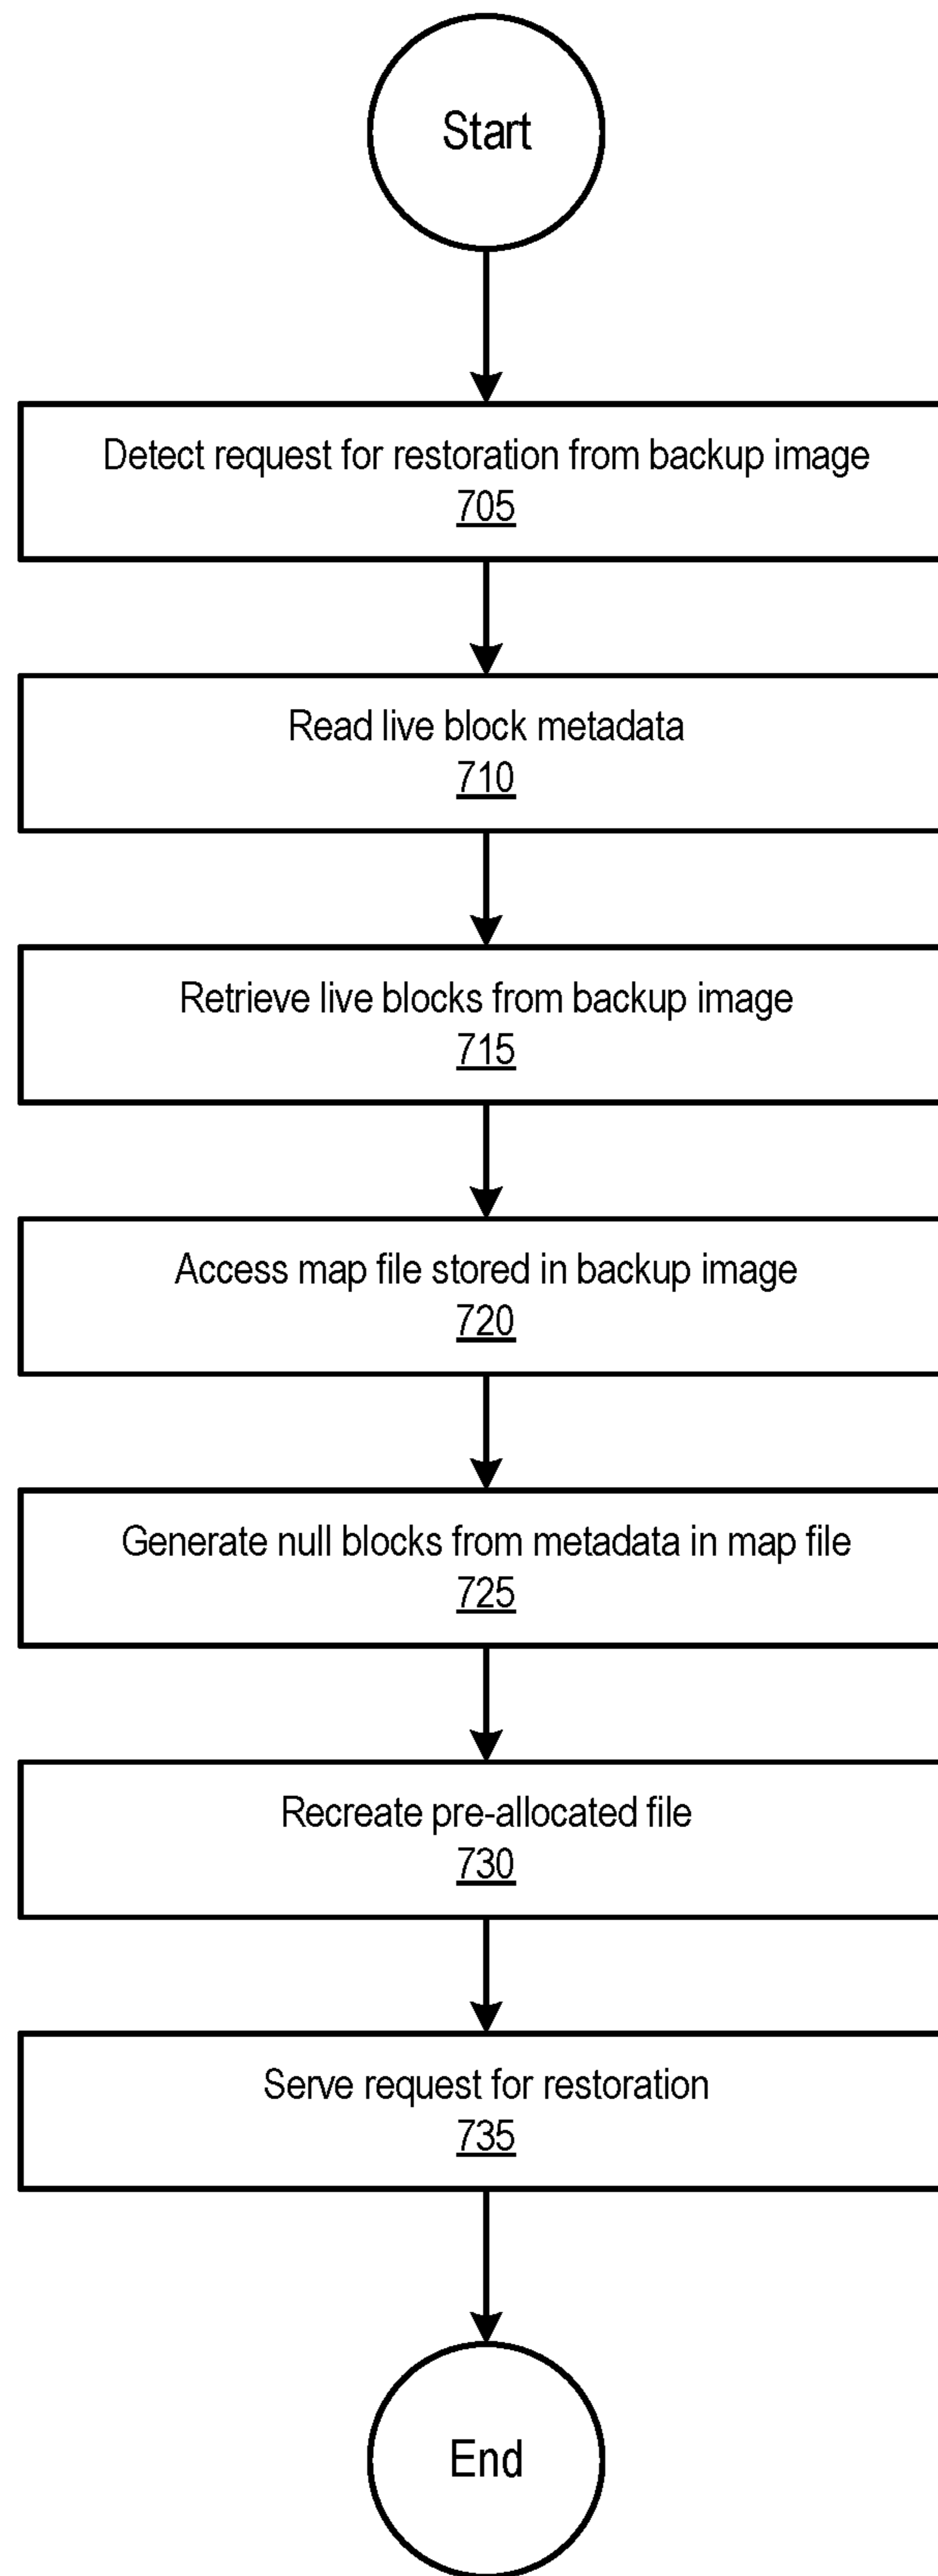 Start
Detect request for restoration from backup image
705
Read live block metadata
710
Retrieve live blocks from backup image
715
Access map file stored in backup image
720
Generate null blocks from metadata in map file
725
Recreate pre-allocated file
730
Serve request for restoration
735
End